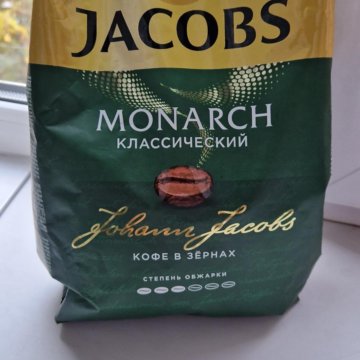 JACOBS
MONARCH
КЛАССИЧЕСКИЙ
Johann Jacobs
КОФЕ В ЗЁРНАХ
СТЕПЕНЬ ОБЖАРКИ